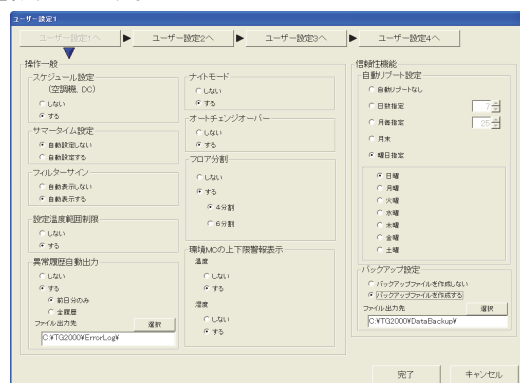 ユーザー設定1
ユーザー設定1へ
ユーザー設定2へ
ユーザー設定3へ
ユーザー設定4へ
操作一般
スケジュール設定
(空調機、DC)
しない
する
サマータイム設定
自動設定しない
自動設定する
フィルターサイン
自動表示しない
自動表示する
設定温度範囲制限
しない
する
異常履歴自動出力
しない
する
前日分のみ
全履歴
ファイル出力先
選択
C:¥TG2000¥ErrorLog¥
ナイトモード
しない
する
オートチェンジオーバー
しない
する
フロア分割
しない
する
4分割
6分割
環境MCの上下限警報表示
温度
しない
する
湿度
しない
する
信頼性機能
自動リブート設定
自動リブートなし
日数指定
7
月毎指定
25
月末
曜日指定
日曜
月曜
火曜
水曜
木曜
金曜
土曜
バックアップ設定
バックアップファイルを作成しない
バックアップファイルを作成する
ファイル出力先
選択
C:¥TG2000¥DataBackup¥
完了
キャンセル